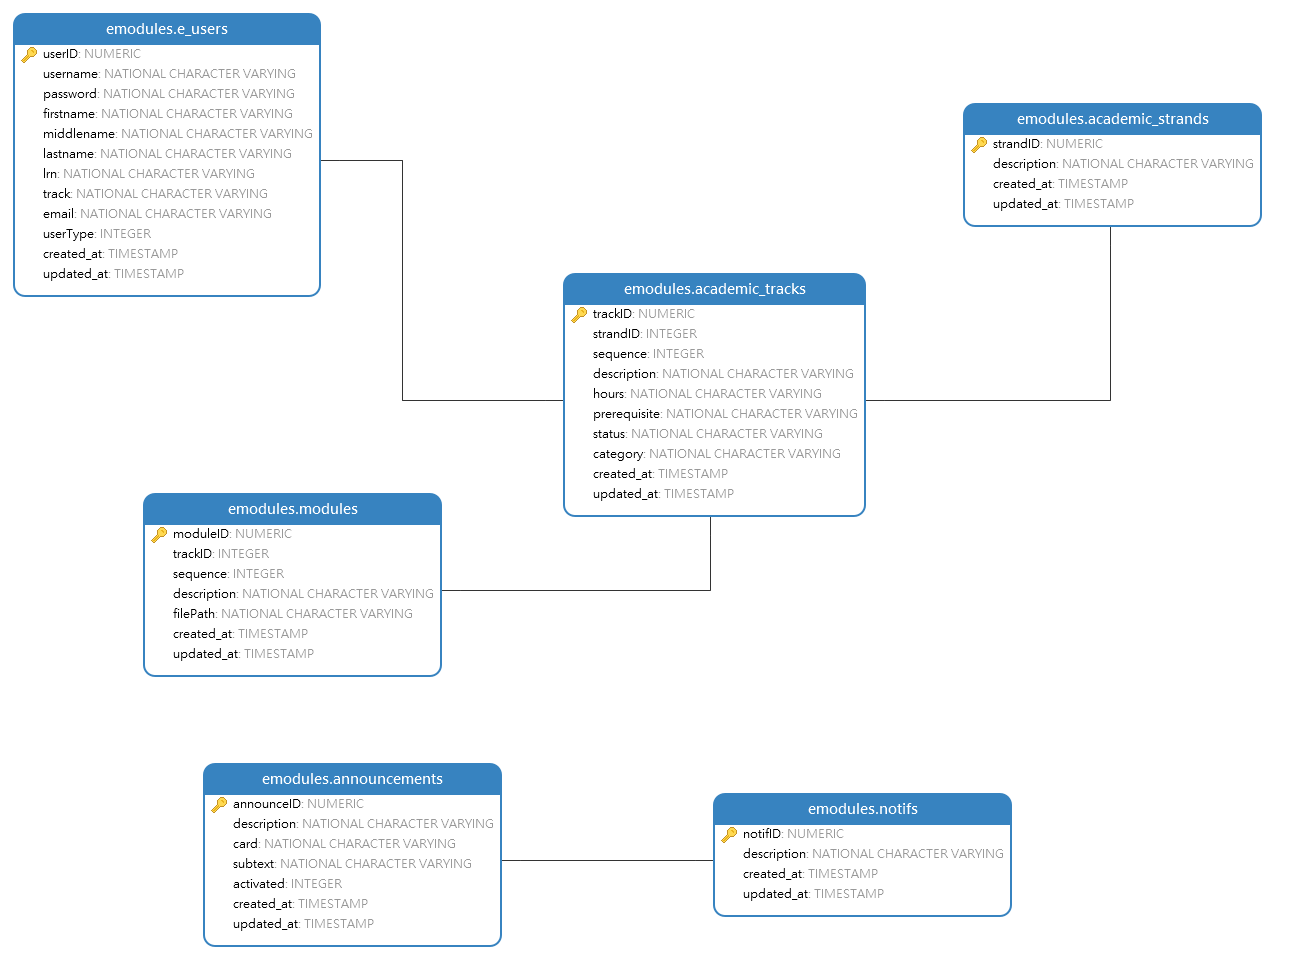 emodules.e_users
userID: NUMERIC
username: NATIONAL CHARACTER VARYING
password: NATIONAL CHARACTER VARYING
firstname: NATIONAL CHARACTER VARYING
middlename: NATIONAL CHARACTER VARYING
lastname: NATIONAL CHARACTER VARYING
lrn: NATIONAL CHARACTER VARYING
track: NATIONAL CHARACTER VARYING
email: NATIONAL CHARACTER VARYING
userType: INTEGER
created_at: TIMESTAMP
updated_at: TIMESTAMP
emodules.academic_strands
strandID: NUMERIC
description: NATIONAL CHARACTER VARYING
created_at: TIMESTAMP
updated_at: TIMESTAMP
emodules.academic_tracks
trackID: NUMERIC
strandID: INTEGER
sequence: INTEGER
description: NATIONAL CHARACTER VARYING
hours: NATIONAL CHARACTER VARYING
prerequisite: NATIONAL CHARACTER VARYING
status: NATIONAL CHARACTER VARYING
category: NATIONAL CHARACTER VARYING
created_at: TIMESTAMP
updated_at: TIMESTAMP
emodules.modules
moduleID: NUMERIC
trackID: INTEGER
sequence: INTEGER
description: NATIONAL CHARACTER VARYING
filePath: NATIONAL CHARACTER VARYING
created_at: TIMESTAMP
updated_at: TIMESTAMP
emodules.announcements
announceID: NUMERIC
description: NATIONAL CHARACTER VARYING
card: NATIONAL CHARACTER VARYING
subtext: NATIONAL CHARACTER VARYING
activated: INTEGER
created_at: TIMESTAMP
updated_at: TIMESTAMP
emodules.notifs
notifID: NUMERIC
description: NATIONAL CHARACTER VARYING
created_at: TIMESTAMP
updated_at: TIMESTAMP